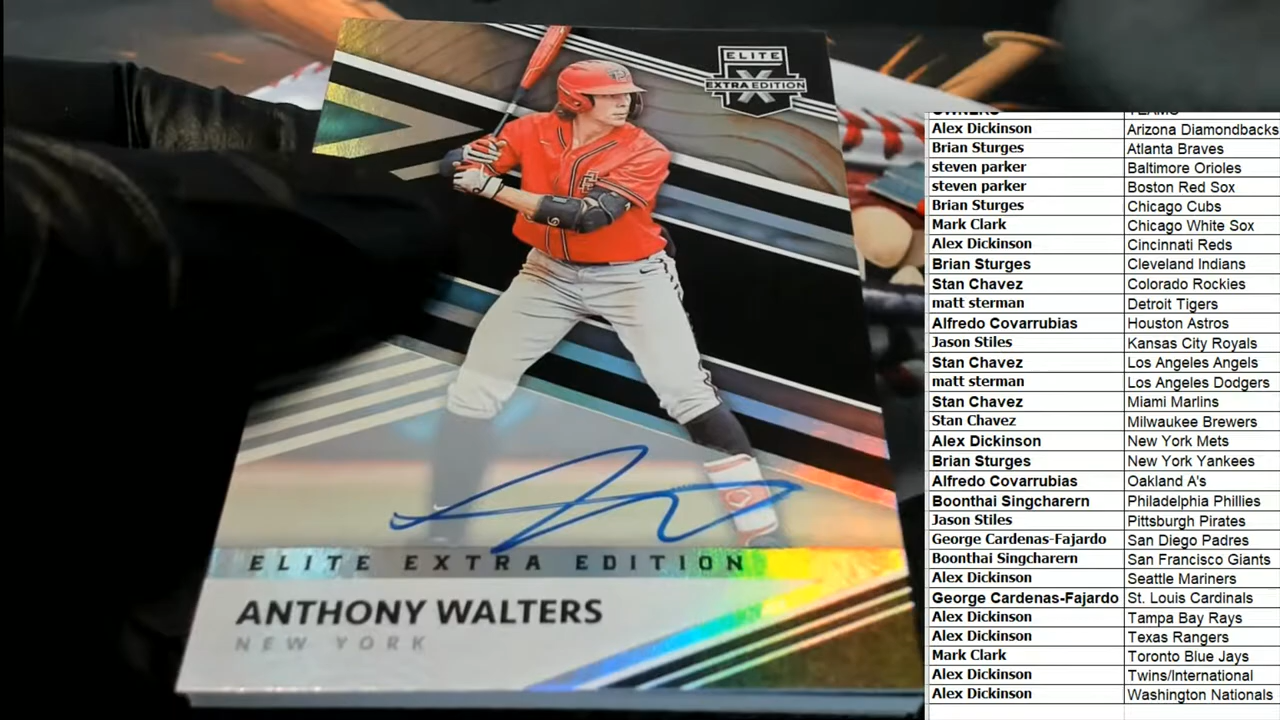 ELITE
EXTRA EDITION
X
ELITE EXTRA EDITION
ANTHONY WALTERS
NEW YORK
OWNERS TEAMS
Alex Dickinson Arizona Diamondbacks
Brian Sturges Atlanta Braves
steven parker Baltimore Orioles
steven parker Boston Red Sox
Brian Sturges Chicago Cubs
Mark Clark Chicago White Sox
Alex Dickinson Cincinnati Reds
Brian Sturges Cleveland Indians
Stan Chavez Colorado Rockies
matt sterman Detroit Tigers
Alfredo Covarrubias Houston Astros
Jason Stiles Kansas City Royals
Stan Chavez Los Angeles Angels
matt sterman Los Angeles Dodgers
Stan Chavez Miami Marlins
Stan Chavez Milwaukee Brewers
Alex Dickinson New York Mets
Brian Sturges New York Yankees
Alfredo Covarrubias Oakland A's
Boonthai Singcharern Philadelphia Phillies
Jason Stiles Pittsburgh Pirates
George Cardenas-Fajardo San Diego Padres
Boonthai Singcharern San Francisco Giants
Alex Dickinson Seattle Mariners
George Cardenas-Fajardo St. Louis Cardinals
Alex Dickinson Tampa Bay Rays
Alex Dickinson Texas Rangers
Mark Clark Toronto Blue Jays
Alex Dickinson Twins/International
Alex Dickinson Washington Nationals